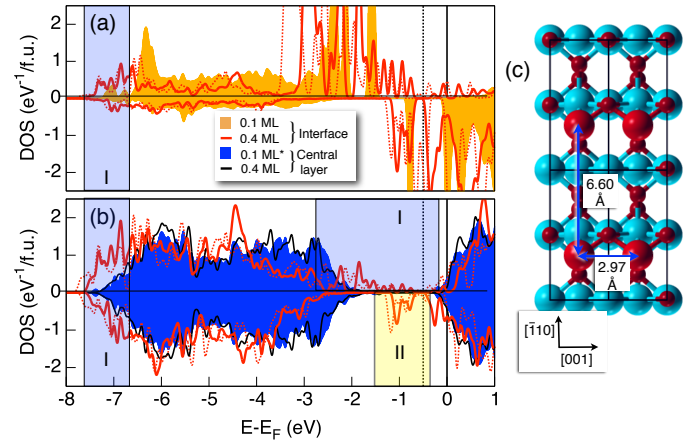 (a)
DOS (eV⁻¹/f.u.)
2
1
0
-1
-2
I
0.1 ML
0.4 ML
Interface
0.1 ML*
0.4 ML
Central layer
(b)
DOS (eV⁻¹/f.u.)
2
1
0
-1
-2
I
I
II
-8 -7 -6 -5 -4 -3 -2 -1 0 1
E-E_F (eV)
(c)
6.60
Å
2.97
Å
[1̄10]
[001]